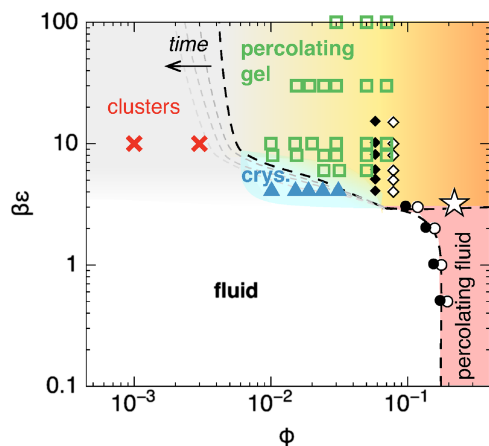 100
time
percolating
gel
clusters
10
crys.
βε
1
fluid
percolating fluid
0.1
10⁻³
10⁻²
10⁻¹
ϕ